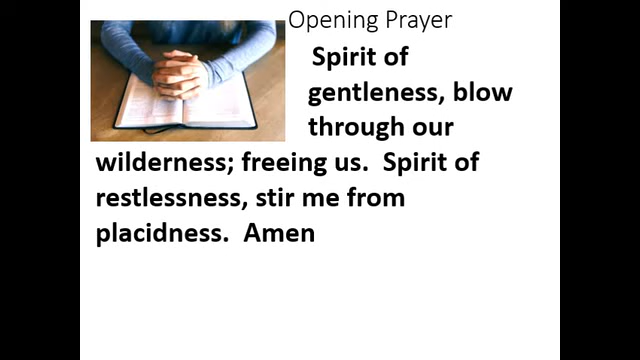 Opening Prayer
Spirit of
gentleness, blow
through our
wilderness; freeing us.  Spirit of
restlessness, stir me from
placidness.  Amen